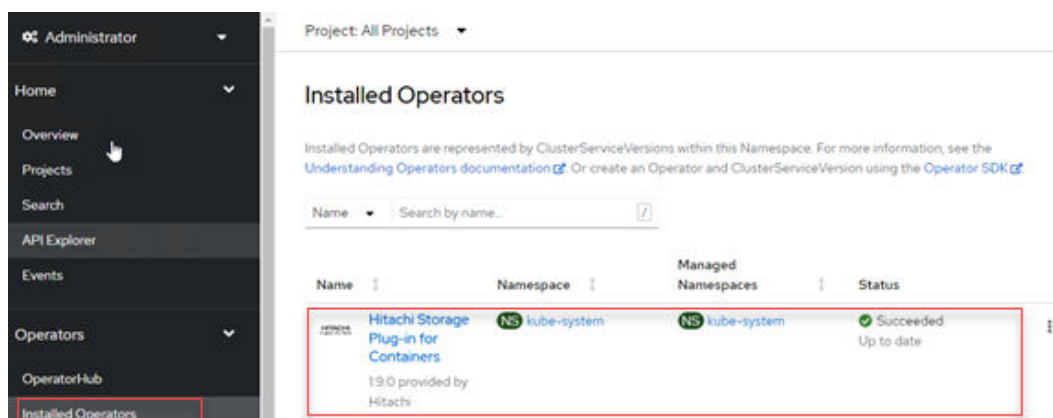 Administrator
Home
Overview
Projects
Search
API Explorer
Events
Operators
OperatorHub
Installed Operators
Project: All Projects
Installed Operators
Installed Operators are represented by ClusterServiceVersions within this Namespace. For more information, see the
Understanding Operators documentation. Or create an Operator and ClusterServiceVersion using the Operator SDK.
Name
Search by name...
/
Name
Namespace
Managed
Namespaces
Status
HITACHI
Hitachi Storage
Plug-in for
Containers
1.9.0 provided by
Hitachi
NS kube-system
NS kube-system
Succeeded
Up to date